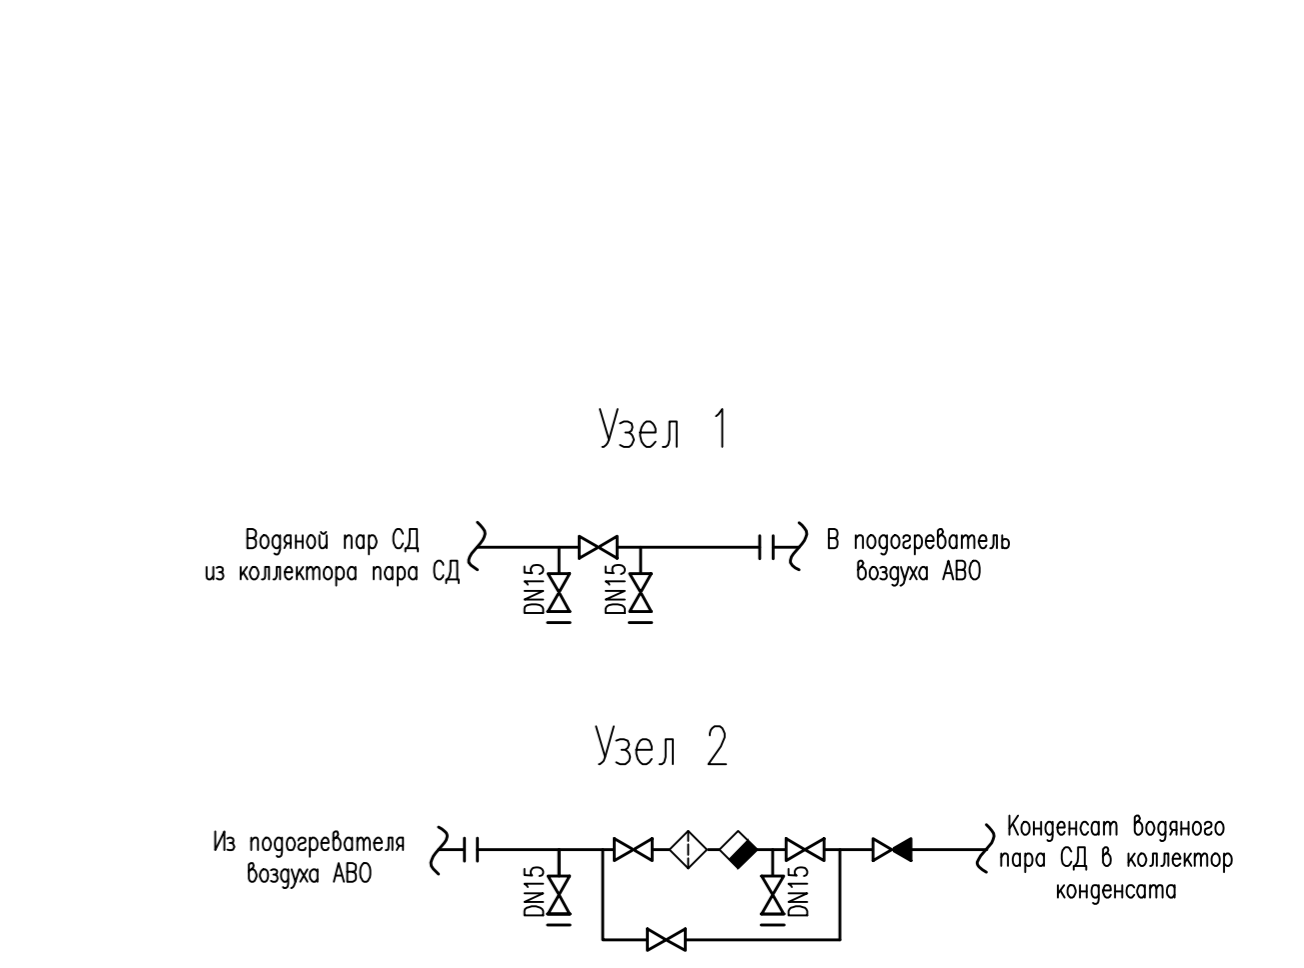 Узел 1
Водяной пар СД
из коллектора пара СД
В подогреватель
воздуха АВО
DN15
DN15
Узел 2
Из подогревателя
воздуха АВО
Конденсат водяного
пара СД в коллектор
конденсата
DN15
DN15